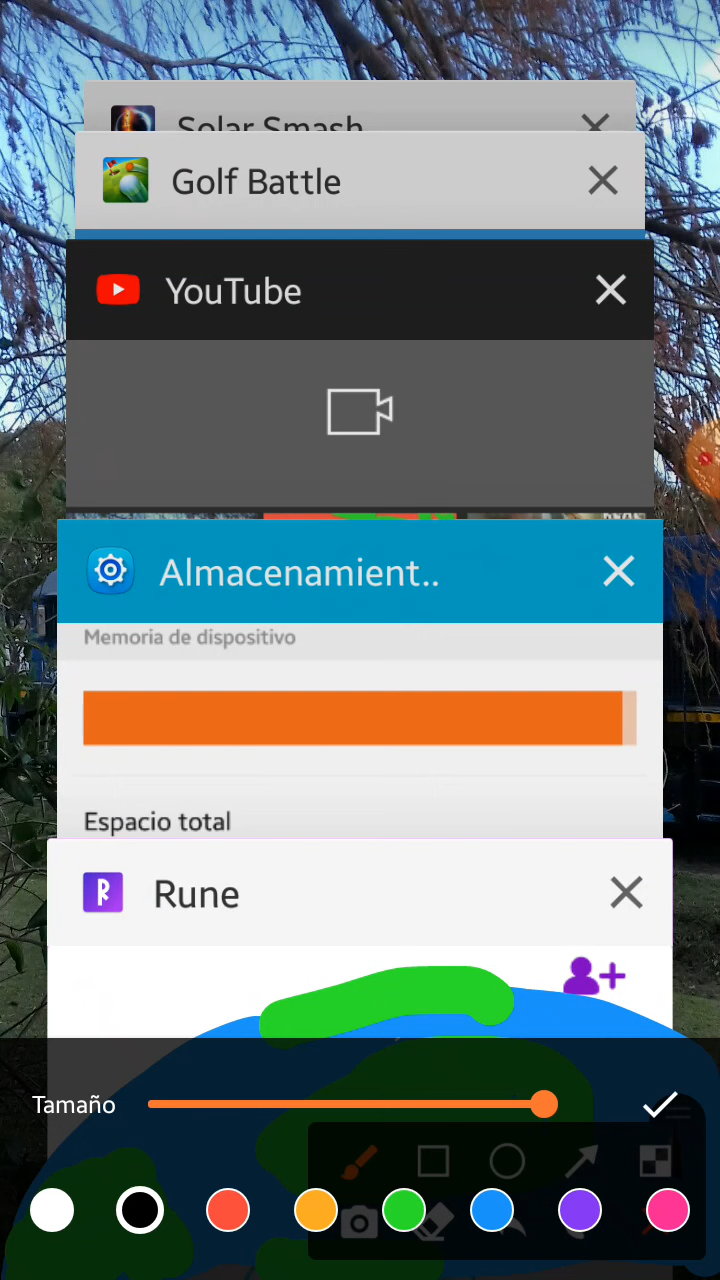 Solar Smash
Golf Battle
YouTube
Almacenamient..
Memoria de dispositivo
Espacio total
Rune
Tamaño